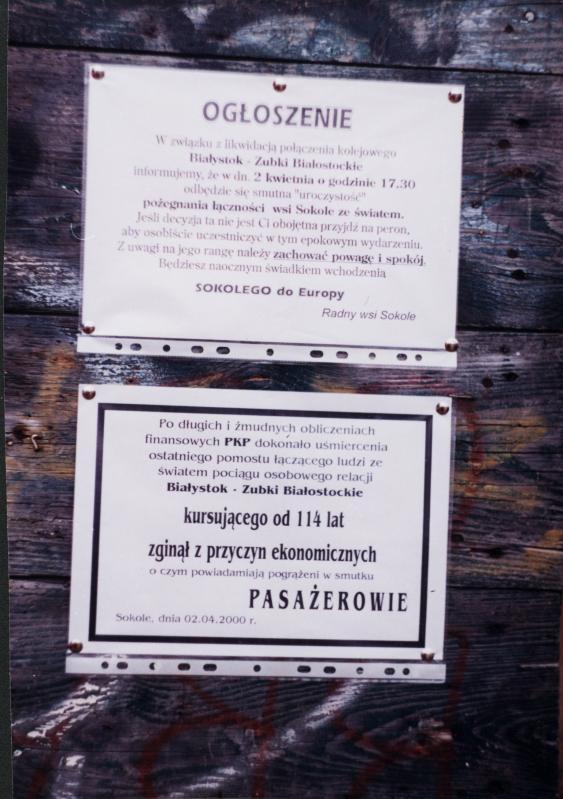 OGŁOSZENIE
W związku z likwidacją połączenia kolejowego
Białystok - Zubki Białostockie
informujemy, że w dn. 2 kwietnia o godzinie 17.30
odbędzie się smutna "uroczystość"
pożegnania łączności wsi Sokole ze światem.
Jeśli decyzja ta nie jest Ci obojętna przyjdź na peron,
aby osobiście uczestniczyć w tym epokowym wydarzeniu.
Z uwagi na jego rangę należy zachować powagę i spokój.
Będziesz naocznym świadkiem wchodzenia
SOKOLEGO do Europy
Radny wsi Sokole
Po długich i żmudnych obliczeniach
finansowych PKP dokonało uśmiercenia
ostatniego pomostu łączącego ludzi ze
światem pociągu osobowego relacji
Białystok - Zubki Białostockie
kursującego od 114 lat
zginął z przyczyn ekonomicznych
o czym powiadamiają pogrążeni w smutku
PASAŻEROWIE
Sokole, dnia 02.04.2000 r.